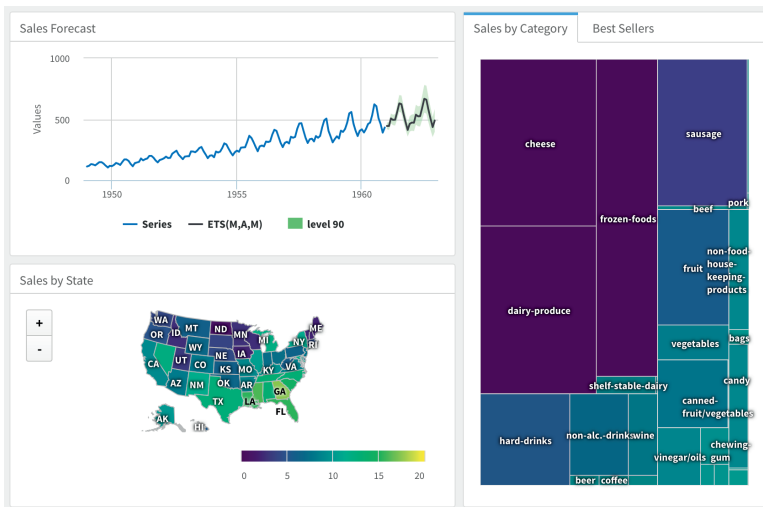 Sales Forecast
1000
500
0
Values
1950
1955
1960
Series
ETS(M,A,M)
level 90
Sales by State
+
-
WA
OR
ID
MT
ND
MN
MI
ME
NY
RI
WY
NE
IA
CA
UT
CO
KS
MO
KY
VA
AZ
NM
OK
AR
TX
LA
GA
FL
AK
HI
0
5
10
15
20
Sales by Category
Best Sellers
cheese
sausage
pork
beef
frozen-foods
non-food-
house-
keeping-
products
fruit
dairy-produce
vegetables
bags
shelf-stable-dairy
candy
canned-
fruit/vegetables
hard-drinks
non-alc.-drinks
wine
chewing-
gum
vinegar/oils
beer
coffee